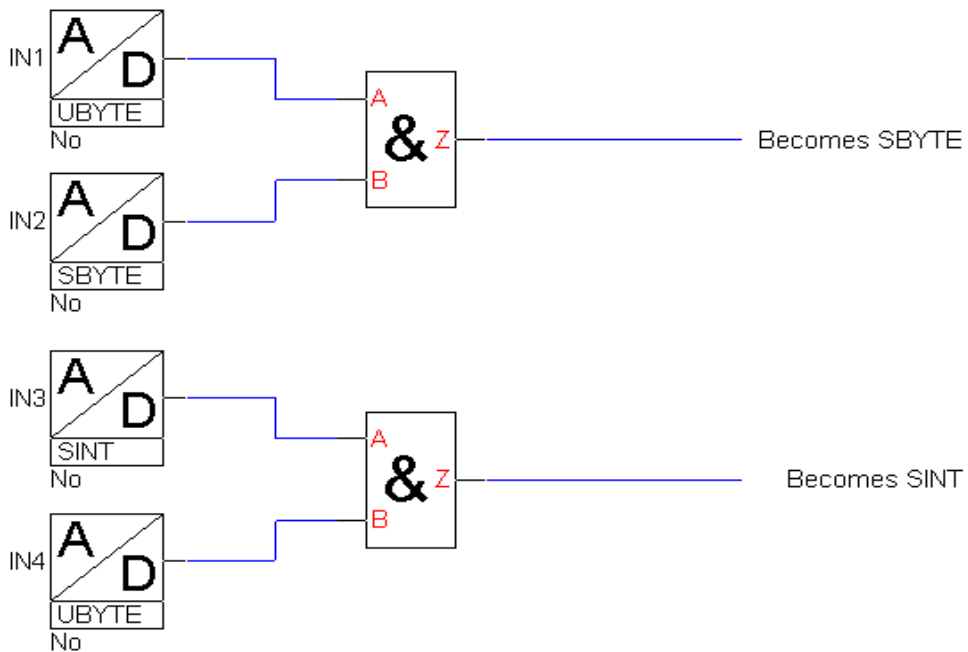 A
IN1
D
UBYTE
No
A
& Z
B
Becomes SBYTE
A
IN2
D
SBYTE
No
A
IN3
D
SINT
No
A
& Z
B
Becomes SINT
A
IN4
D
UBYTE
No